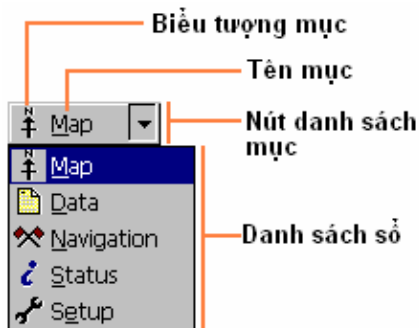 Biểu tượng mục
Tên mục
N Map
Nút danh sách
mục
N Map
Data
Navigation
Danh sách sổ
i Status
Setup